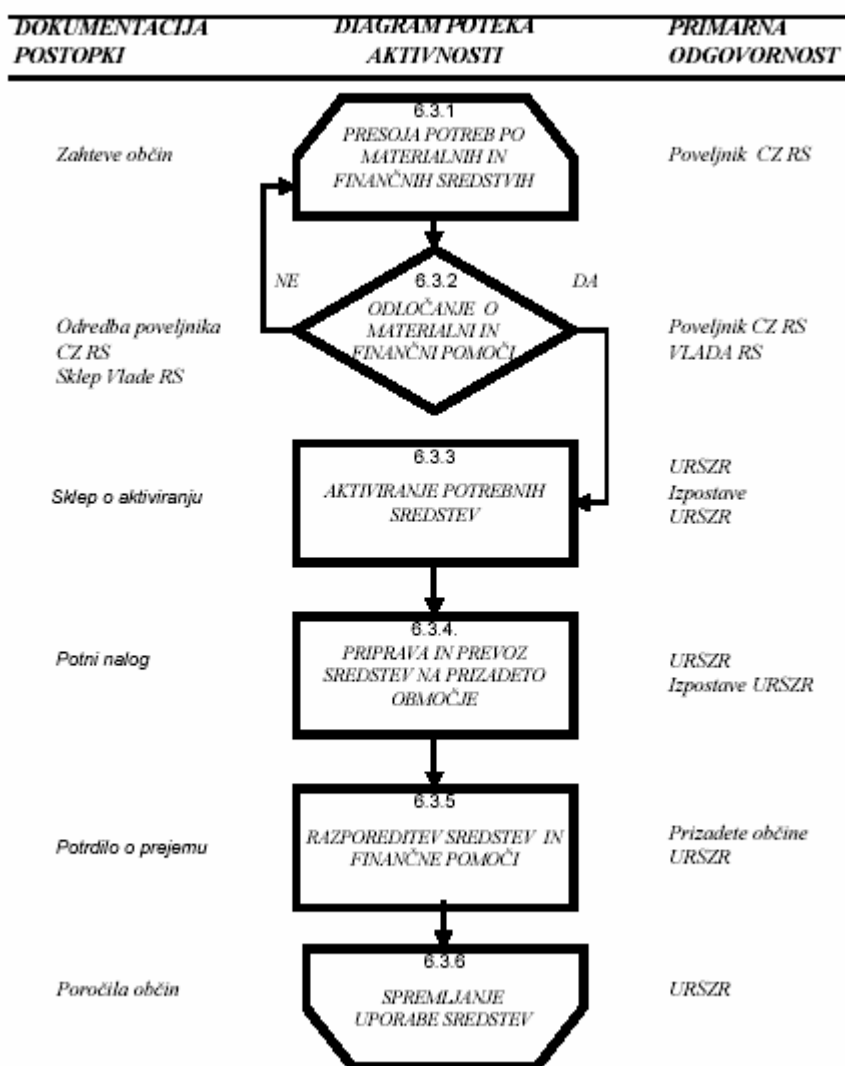 DOKUMENTACIJA
POSTOPKI
DIAGRAM POTEKA
AKTIVNOSTI
PRIMARNA
ODGOVORNOST
Zahteve občin
6.3.1
PRESOJA POTREB PO
MATERIALNIH IN
FINANČNIH SREDSTVIH
Poveljnik CZ RS
NE
DA
Odredba poveljnika
CZ RS
Sklep Vlade RS
6.3.2
ODLOČANJE O
MATERIALNI IN
FINANČNI POMOČI
Poveljnik CZ RS
VLADA RS
Sklep o aktiviranju
6.3.3
AKTIVIRANJE POTREBNIH
SREDSTEV
URSZR
Izpostave
URSZR
Potni nalog
6.3.4.
PRIPRAVA IN PREVOZ
SREDSTEV NA PRIZADETO
OBMOČJE
URSZR
Izpostave URSZR
Potrdilo o prejemu
6.3.5
RAZPOREDITEV SREDSTEV IN
FINANČNE POMOČI
Prizadete občine
URSZR
Poročila občin
6.3.6
SPREMLJANJE
UPORABE SREDSTEV
URSZR